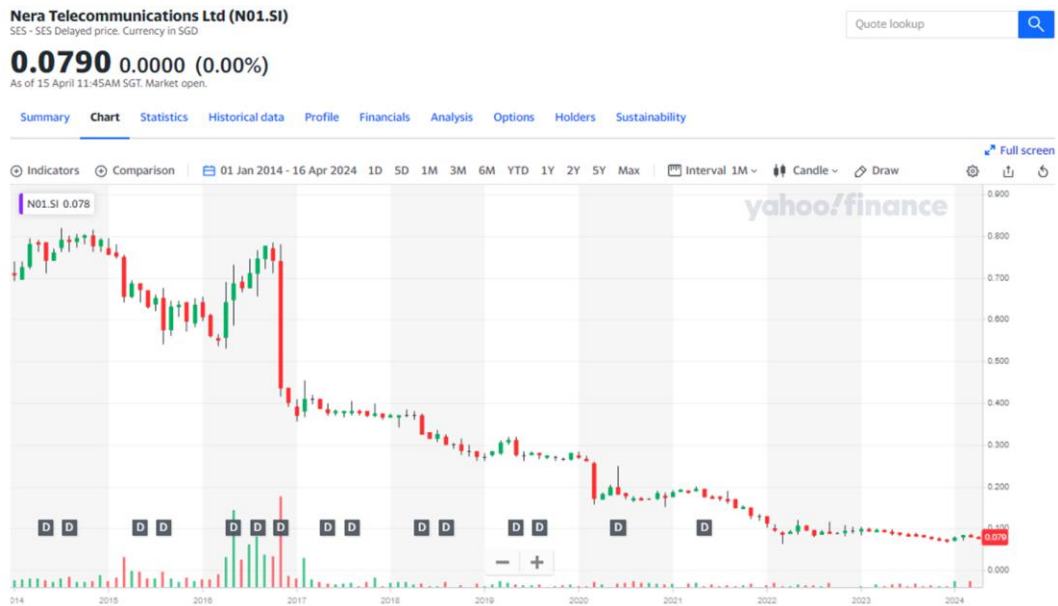 Nera Telecommunications Ltd (N01.SI)
SES - SES Delayed price. Currency in SGD
Quote lookup
0.0790 0.0000 (0.00%)
As of 15 April 11:45AM SGT. Market open.
Summary Chart Statistics Historical data Profile Financials Analysis Options Holders Sustainability
Full screen
Indicators Comparison 01 Jan 2014 - 16 Apr 2024 1D 5D 1M 3M 6M YTD 1Y 2Y 5Y Max Interval 1M Candle Draw
N01.SI 0.078
yahoo!finance
0.900
0.800
0.700
0.600
0.500
0.400
0.300
0.200
0.100
0.079
0.000
D D D D D D D D D D D D D D D
− +
014 2015 2016 2017 2018 2019 2020 2021 2022 2023 2024